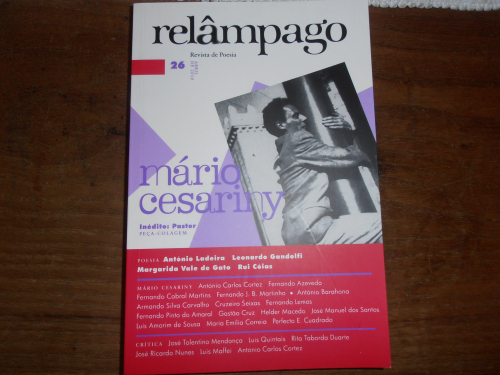 relâmpago
Revista de Poesia
26
mário
cesariny
Inédito: Pastor
PEÇA-COLAGEM
POESIA António Ladeira Leonardo Gandolfi
Margarida Vale de Gato Rui Cóias
MÁRIO CESARINY António Carlos Cortez Fernando Azevedo
Fernando Cabral Martins Fernando J. B. Martinho • António Barahona
Armando Silva Carvalho Cruzeiro Seixas Fernando Lemos
Fernando Pinto do Amaral Gastão Cruz Helder Macedo José Manuel dos Santos
Luis Amorim de Sousa Maria Emília Correia Perfecto E. Cuadrado
CRÍTICA José Tolentino Mendonça Luís Quintais Rita Taborda Duarte
José Ricardo Nunes Luis Maffei António Carlos Cortez